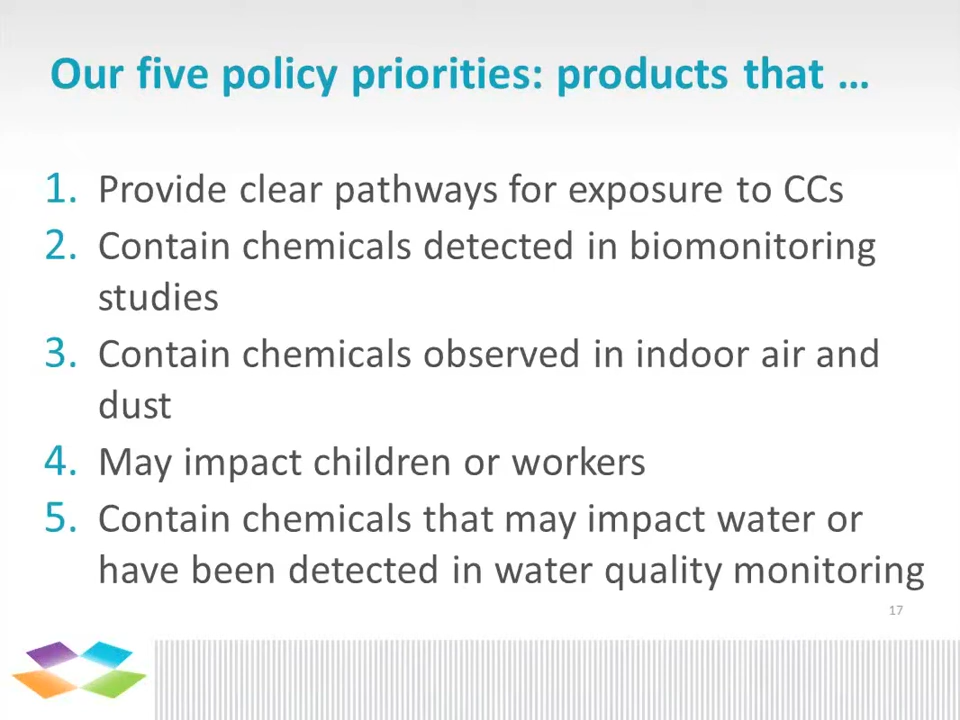 Our five policy priorities: products that …
1. Provide clear pathways for exposure to CCs
2. Contain chemicals detected in biomonitoring
studies
3. Contain chemicals observed in indoor air and
dust
4. May impact children or workers
5. Contain chemicals that may impact water or
have been detected in water quality monitoring
17